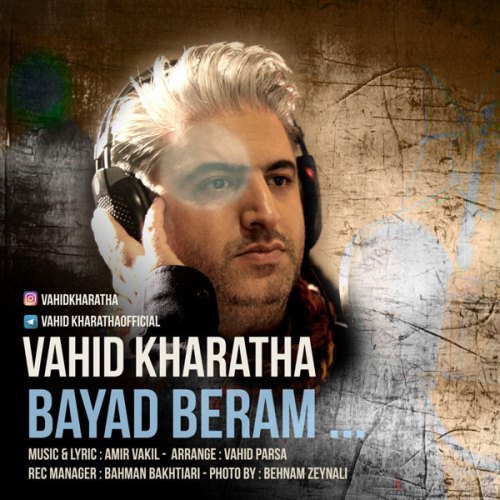 VAHIDKHARATHA
VAHID KHARATHAOFFICIAL
VAHID KHARATHA
BAYAD BERAM ...
MUSIC & LYRIC : AMIR VAKIL - ARRANGE : VAHID PARSA
REC MANAGER : BAHMAN BAKHTIARI - PHOTO BY : BEHNAM ZEYNALI